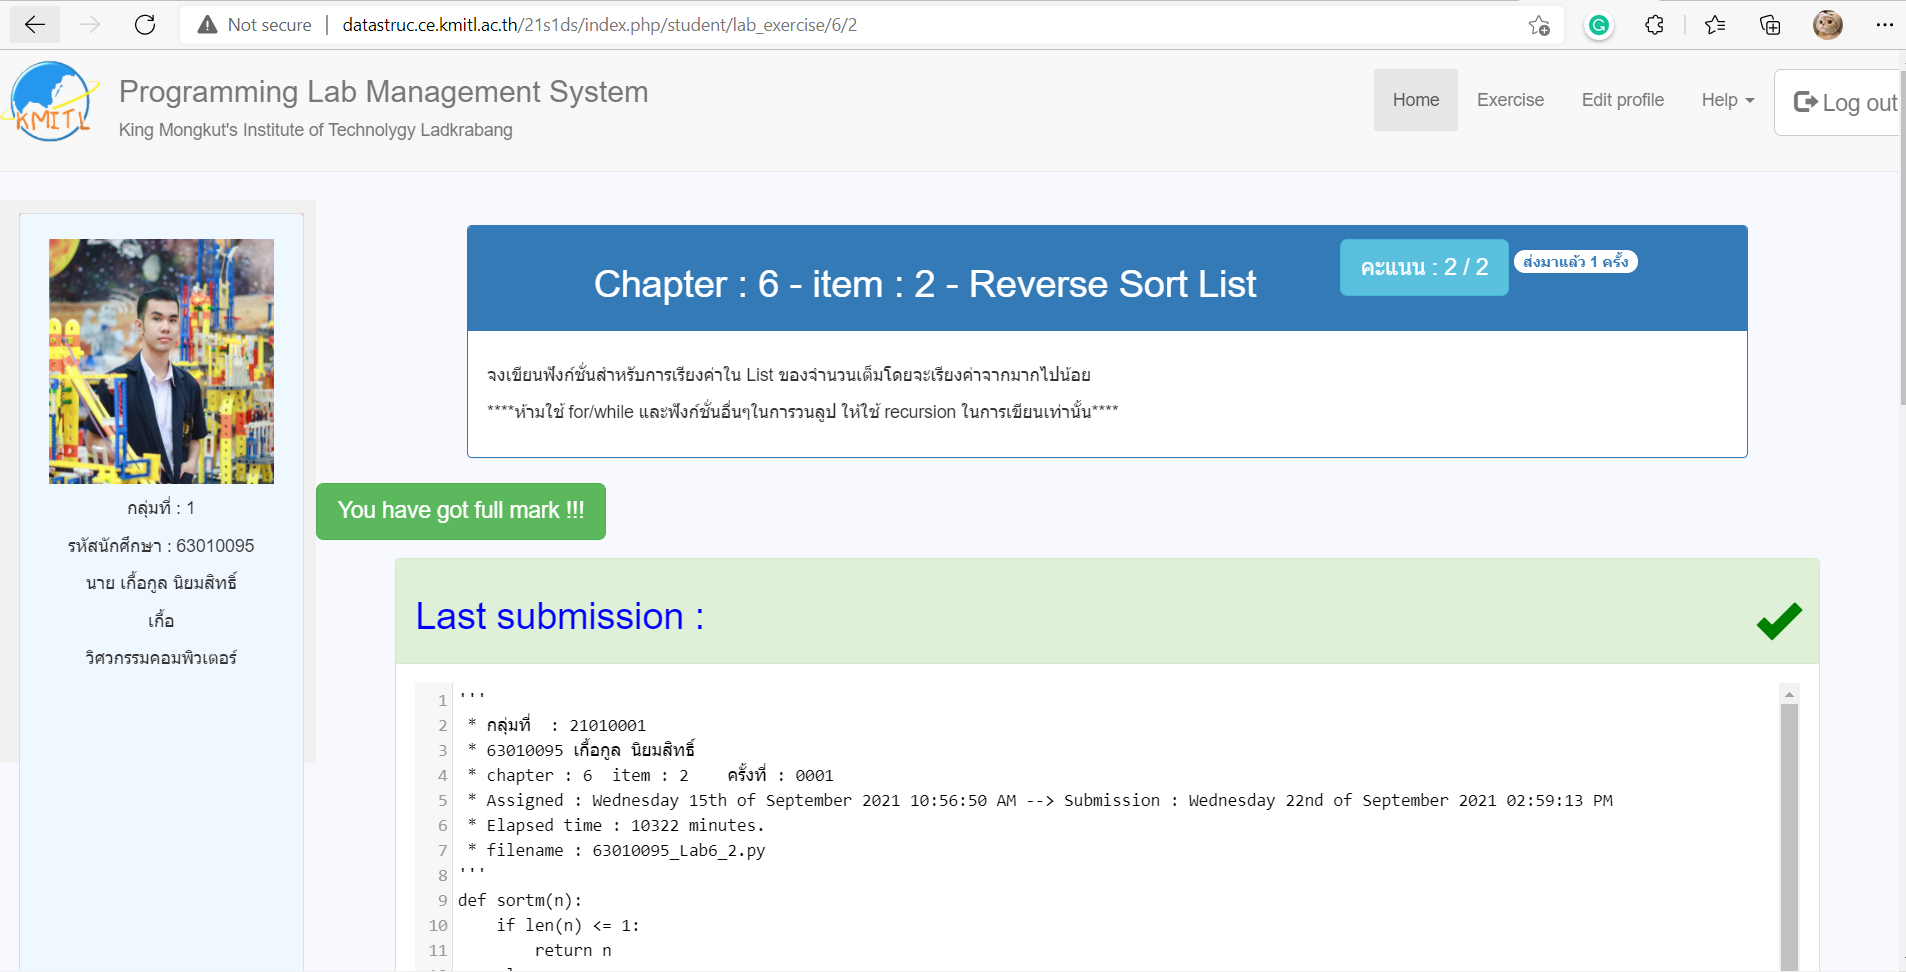 Not secure
datastruc.ce.kmitl.ac.th/21s1ds/index.php/student/lab_exercise/6/2
KMITL
Programming Lab Management System
King Mongkut's Institute of Technolygy Ladkrabang
Home
Exercise
Edit profile
Help
Log out
กลุ่มที่ : 1
รหัสนักศึกษา : 63010095
นาย เกื้อกูล นิยมสิทธิ์
เกื้อ
วิศวกรรมคอมพิวเตอร์
Chapter : 6 - item : 2 - Reverse Sort List
คะแนน : 2 / 2
ส่งมาแล้ว 1 ครั้ง
จงเขียนฟังก์ชั่นสำหรับการเรียงค่าใน List ของจำนวนเต็มโดยจะเรียงค่าจากมากไปน้อย
****ห้ามใช้ for/while และฟังก์ชั่นอื่นๆในการวนลูป ให้ใช้ recursion ในการเขียนเท่านั้น****
You have got full mark !!!
Last submission :
1 '''
2 * กลุ่มที่ : 21010001
3 * 63010095 เกื้อกูล นิยมสิทธิ์
4 * chapter : 6 item : 2 ครั้งที่ : 0001
5 * Assigned : Wednesday 15th of September 2021 10:56:50 AM --> Submission : Wednesday 22nd of September 2021 02:59:13 PM
6 * Elapsed time : 10322 minutes.
7 * filename : 63010095_Lab6_2.py
8 '''
9 def sortm(n):
10 if len(n) <= 1:
11 return n